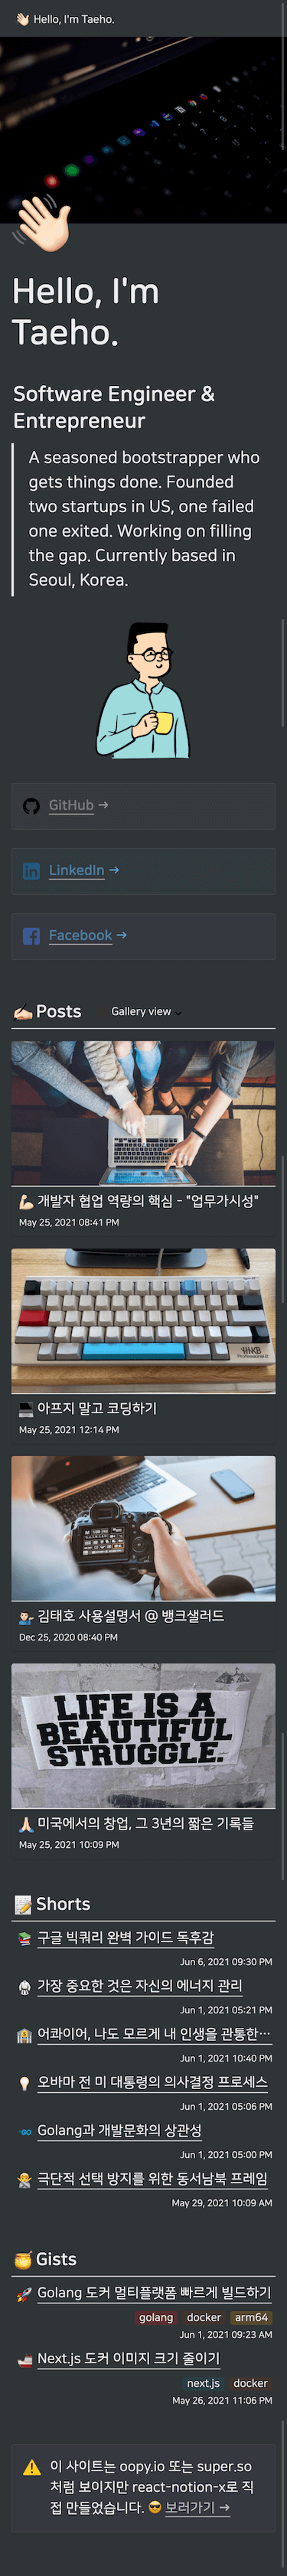 👋🏻 Hello, I'm Taeho.
Hello, I'm
Taeho.
Software Engineer &
Entrepreneur
A seasoned bootstrapper who
gets things done. Founded
two startups in US, one failed
one exited. Working on filling
the gap. Currently based in
Seoul, Korea.
GitHub →
LinkedIn →
Facebook →
✍🏻 Posts Gallery view
💪🏻 개발자 협업 역량의 핵심 - "업무가시성"
May 25, 2021 08:41 PM
HHKB
💻 아프지 말고 코딩하기
May 25, 2021 12:14 PM
💁🏻‍♂️ 김태호 사용설명서 @ 뱅크샐러드
Dec 25, 2020 08:40 PM
LIFE IS A
BEAUTIFUL
STRUGGLE.
🙏🏻 미국에서의 창업, 그 3년의 짧은 기록들
May 25, 2021 10:09 PM
📝 Shorts
📚 구글 빅쿼리 완벽 가이드 독후감
Jun 6, 2021 09:30 PM
가장 중요한 것은 자신의 에너지 관리
Jun 1, 2021 05:21 PM
🏦 어콰이어, 나도 모르게 내 인생을 관통한…
Jun 1, 2021 10:40 PM
오바마 전 미 대통령의 의사결정 프로세스
Jun 1, 2021 05:06 PM
GO Golang과 개발문화의 상관성
Jun 1, 2021 05:00 PM
극단적 선택 방지를 위한 동서남북 프레임
May 29, 2021 10:09 AM
🍯 Gists
🚀 Golang 도커 멀티플랫폼 빠르게 빌드하기
golang docker arm64
Jun 1, 2021 09:23 AM
🚢 Next.js 도커 이미지 크기 줄이기
next.js docker
May 26, 2021 11:06 PM
⚠️ 이 사이트는 oopy.io 또는 super.so
처럼 보이지만 react-notion-x로 직
접 만들었습니다. 😎 보러가기 →